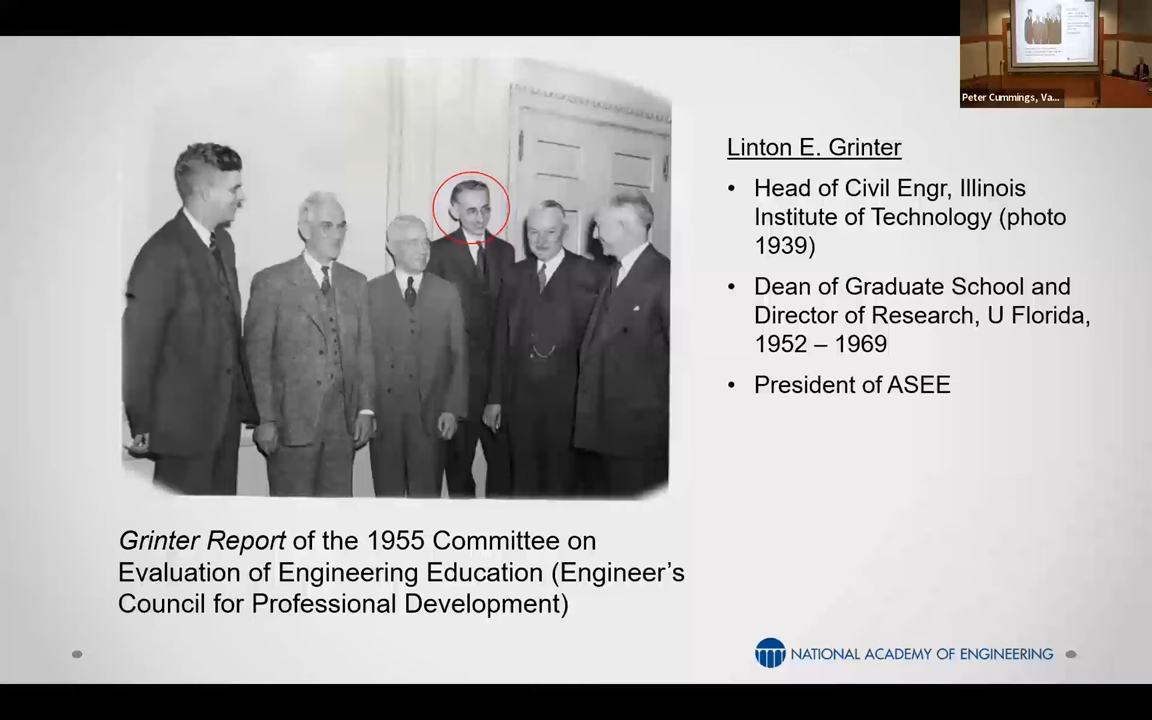 Peter Cummings, Va...
Linton E. Grinter
• Head of Civil Engr, Illinois
Institute of Technology (photo
1939)
• Dean of Graduate School and
Director of Research, U Florida,
1952 – 1969
• President of ASEE
Grinter Report of the 1955 Committee on
Evaluation of Engineering Education (Engineer's
Council for Professional Development)
NATIONAL ACADEMY OF ENGINEERING